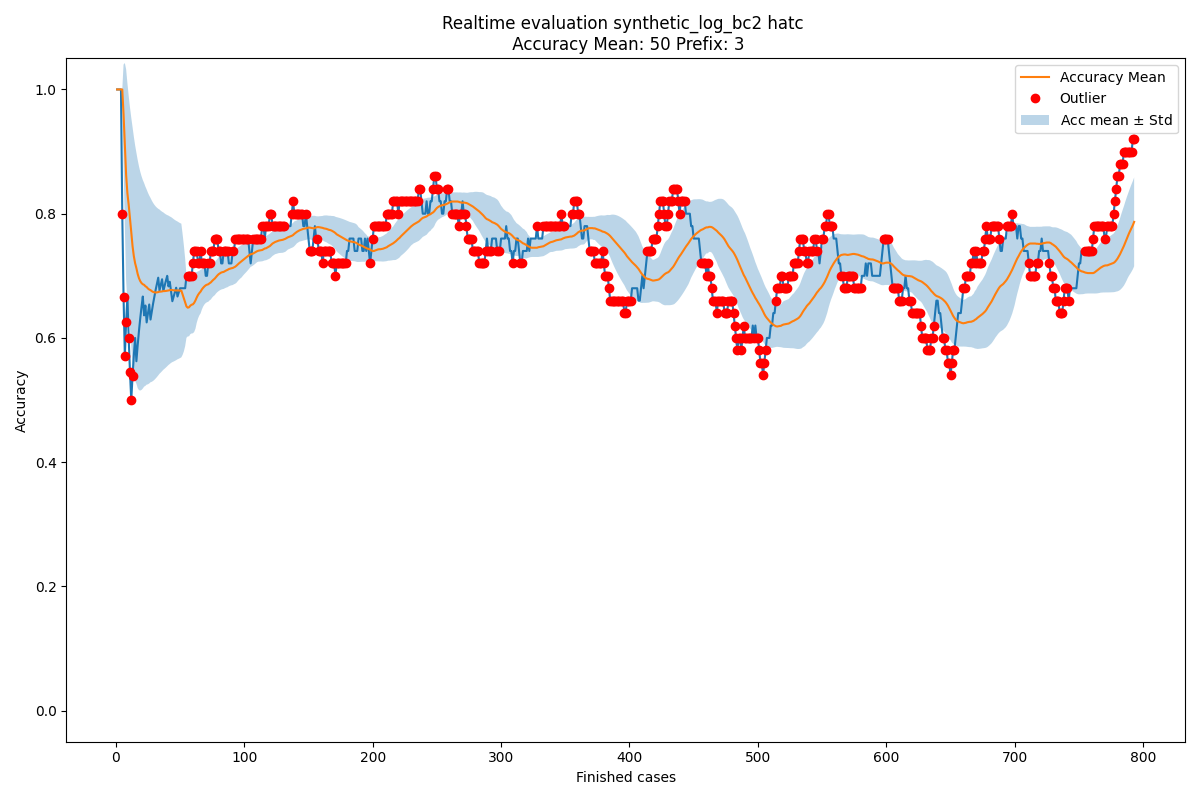 Realtime evaluation synthetic_log_bc2 hatc
Accuracy Mean: 50 Prefix: 3
Accuracy Mean
Outlier
Acc mean ± Std
1.0
0.8
0.6
0.4
0.2
0.0
Accuracy
0 100 200 300 400 500 600 700 800
Finished cases